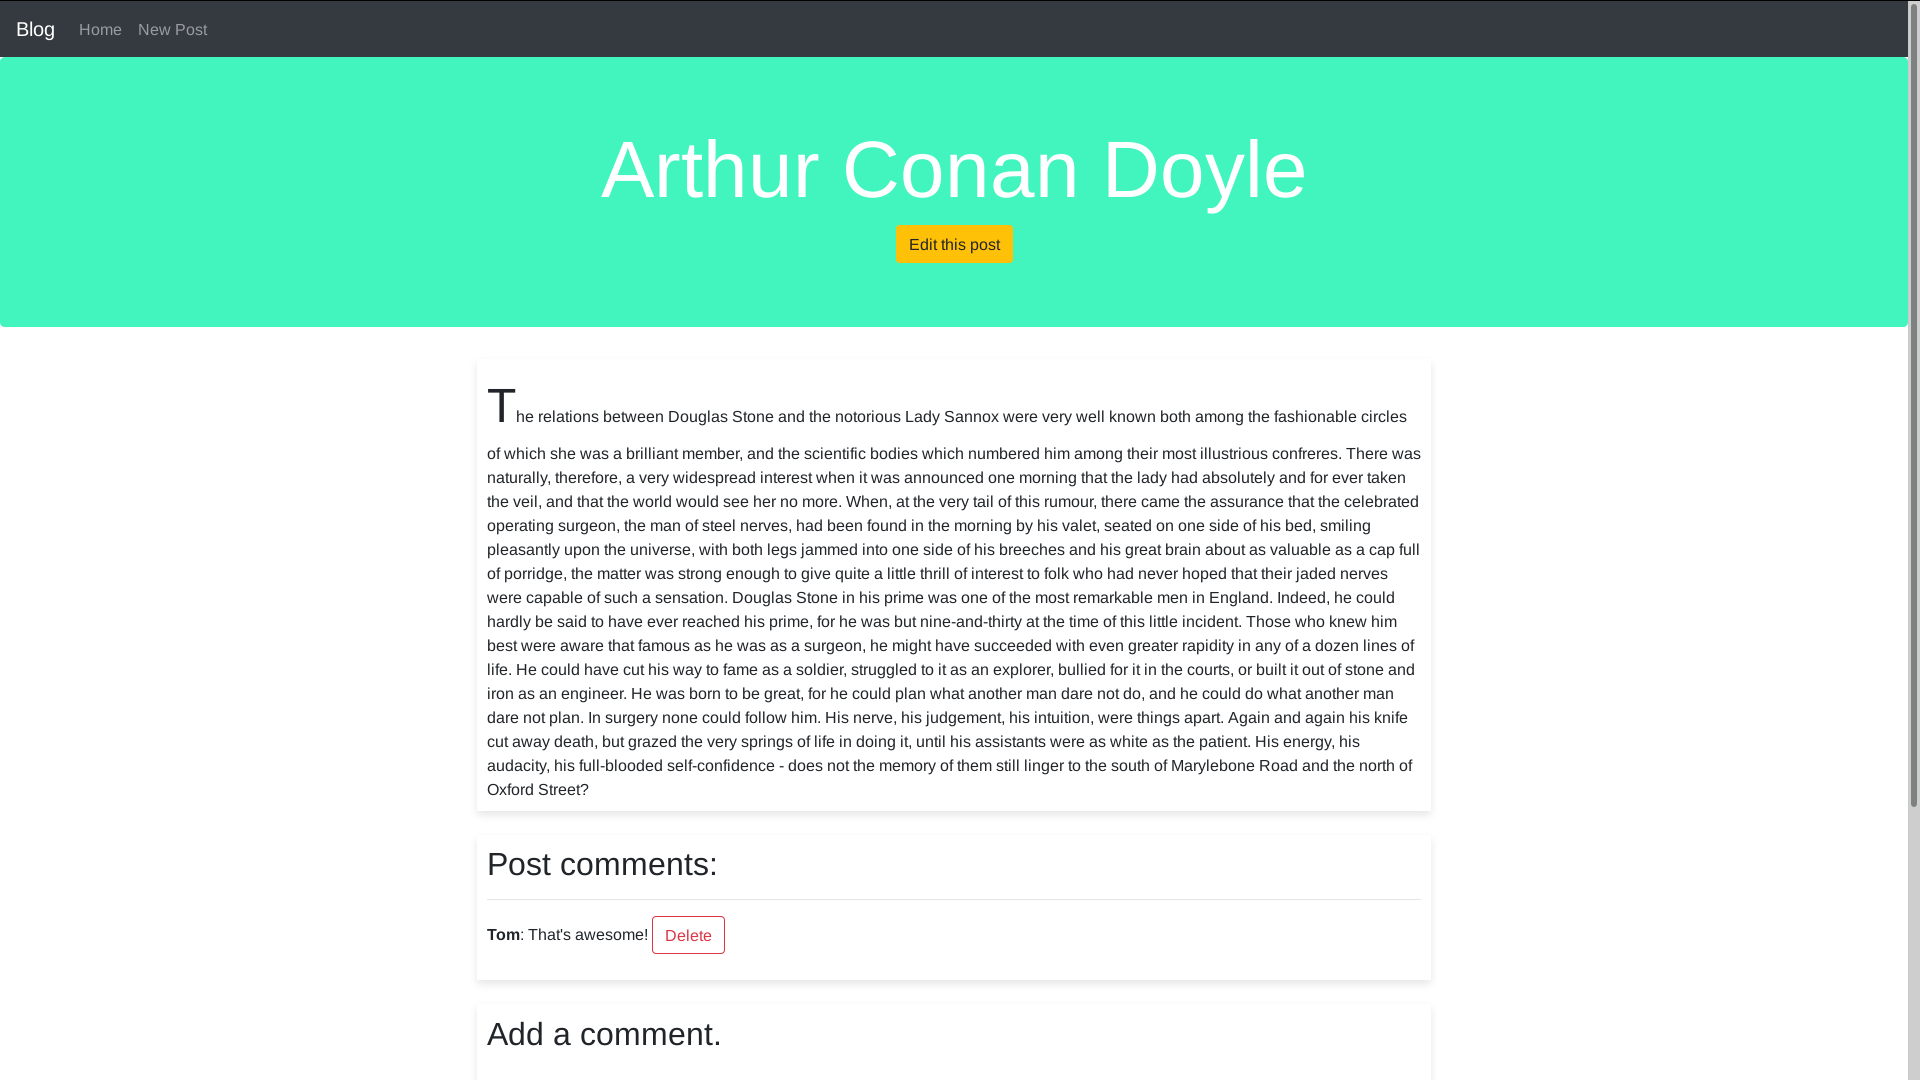 Blog Home New Post
Arthur Conan Doyle
Edit this post
The relations between Douglas Stone and the notorious Lady Sannox were very well known both among the fashionable circles
of which she was a brilliant member, and the scientific bodies which numbered him among their most illustrious confreres. There was
naturally, therefore, a very widespread interest when it was announced one morning that the lady had absolutely and for ever taken
the veil, and that the world would see her no more. When, at the very tail of this rumour, there came the assurance that the celebrated
operating surgeon, the man of steel nerves, had been found in the morning by his valet, seated on one side of his bed, smiling
pleasantly upon the universe, with both legs jammed into one side of his breeches and his great brain about as valuable as a cap full
of porridge, the matter was strong enough to give quite a little thrill of interest to folk who had never hoped that their jaded nerves
were capable of such a sensation. Douglas Stone in his prime was one of the most remarkable men in England. Indeed, he could
hardly be said to have ever reached his prime, for he was but nine-and-thirty at the time of this little incident. Those who knew him
best were aware that famous as he was as a surgeon, he might have succeeded with even greater rapidity in any of a dozen lines of
life. He could have cut his way to fame as a soldier, struggled to it as an explorer, bullied for it in the courts, or built it out of stone and
iron as an engineer. He was born to be great, for he could plan what another man dare not do, and he could do what another man
dare not plan. In surgery none could follow him. His nerve, his judgement, his intuition, were things apart. Again and again his knife
cut away death, but grazed the very springs of life in doing it, until his assistants were as white as the patient. His energy, his
audacity, his full-blooded self-confidence - does not the memory of them still linger to the south of Marylebone Road and the north of
Oxford Street?
Post comments:
Tom: That's awesome! Delete
Add a comment.